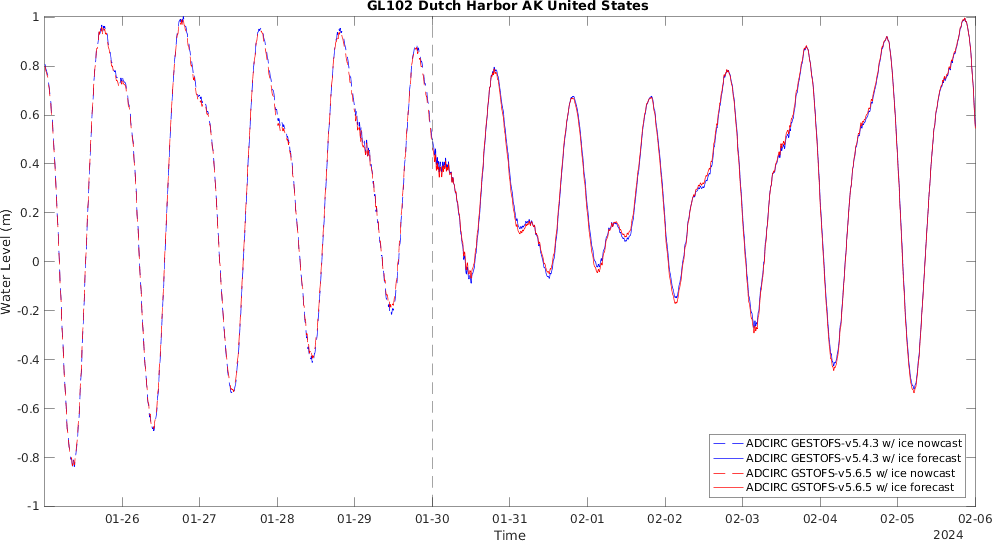 GL102 Dutch Harbor AK United States
1
0.8
0.6
0.4
0.2
0
-0.2
-0.4
-0.6
-0.8
-1
Water Level (m)
ADCIRC GESTOFS-v5.4.3 w/ ice nowcast
ADCIRC GESTOFS-v5.4.3 w/ ice forecast
ADCIRC GSTOFS-v5.6.5 w/ ice nowcast
ADCIRC GSTOFS-v5.6.5 w/ ice forecast
01-26 01-27 01-28 01-29 01-30 01-31 02-01 02-02 02-03 02-04 02-05 02-06
Time
2024